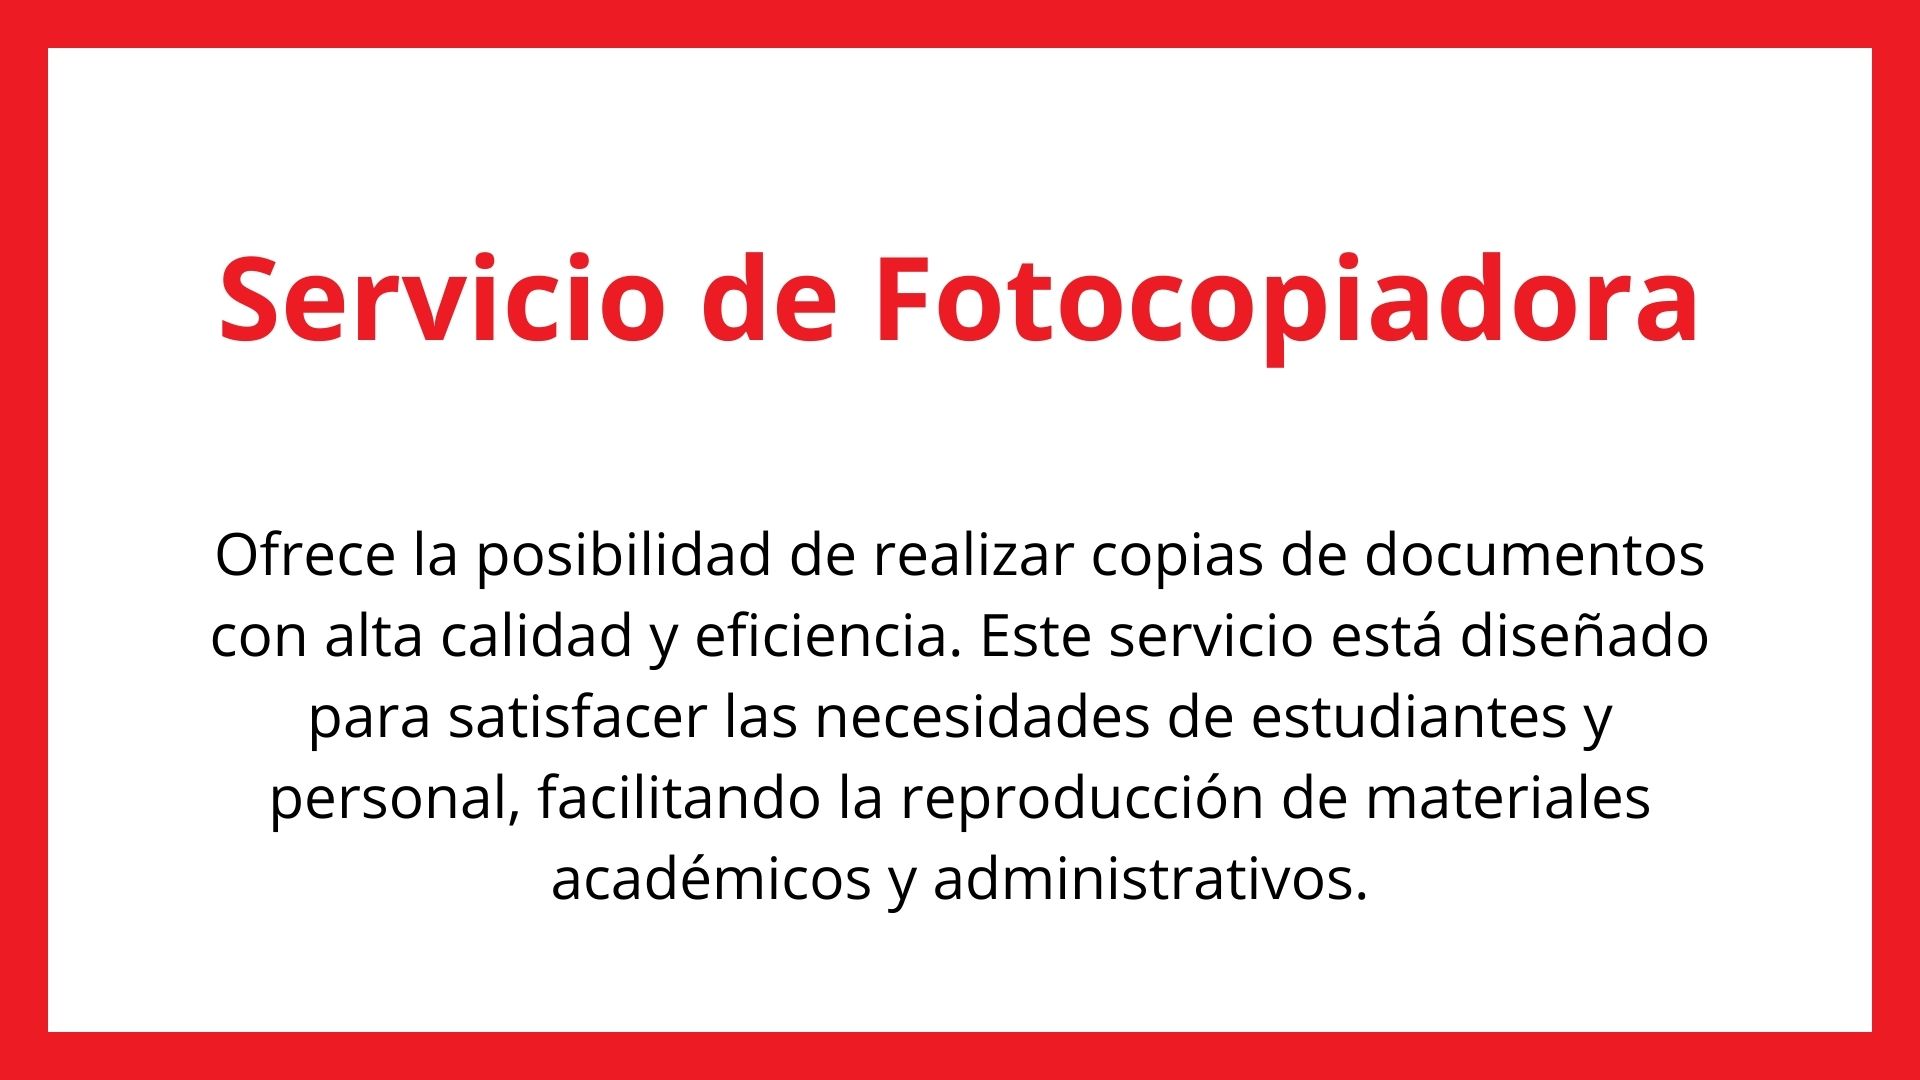 Servicio de Fotocopiadora
Ofrece la posibilidad de realizar copias de documentos
con alta calidad y eficiencia. Este servicio está diseñado
para satisfacer las necesidades de estudiantes y
personal, facilitando la reproducción de materiales
académicos y administrativos.